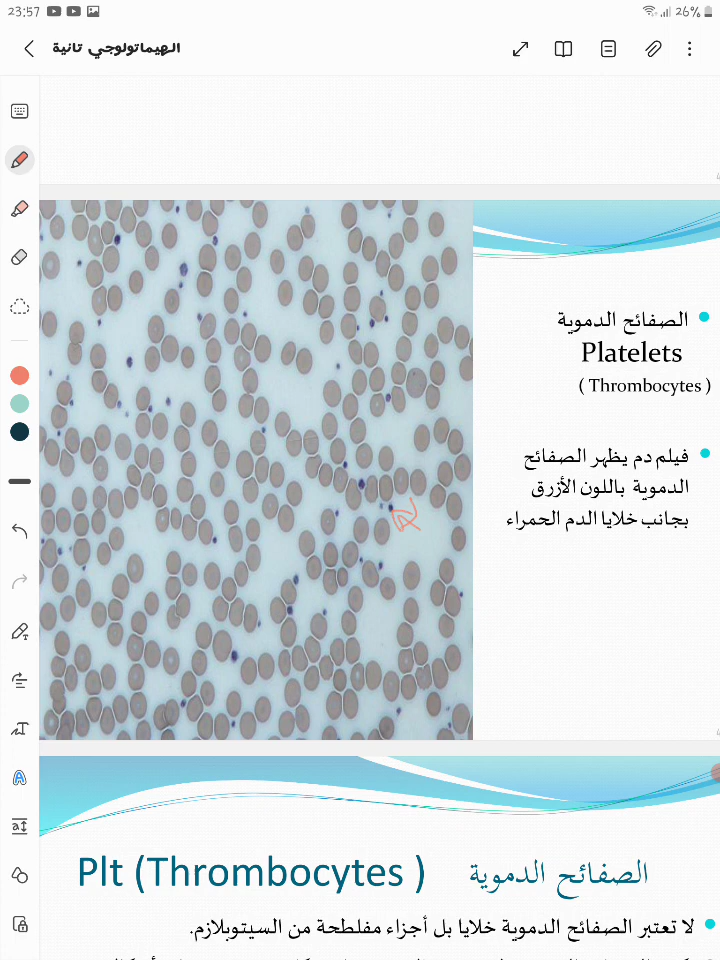 23:57
26%
الهيماتولوجي تانية
الصفائح الدموية
Platelets
( Thrombocytes )
فيلم دم يظهر الصفائح
الدموية باللون الأزرق
بجانب خلايا الدم الحمراء
Plt (Thrombocytes ) الصفائح الدموية
لا تعتبر الصفائح الدموية خلايا بل أجزاء مفلطحة من السيتوبلازم.